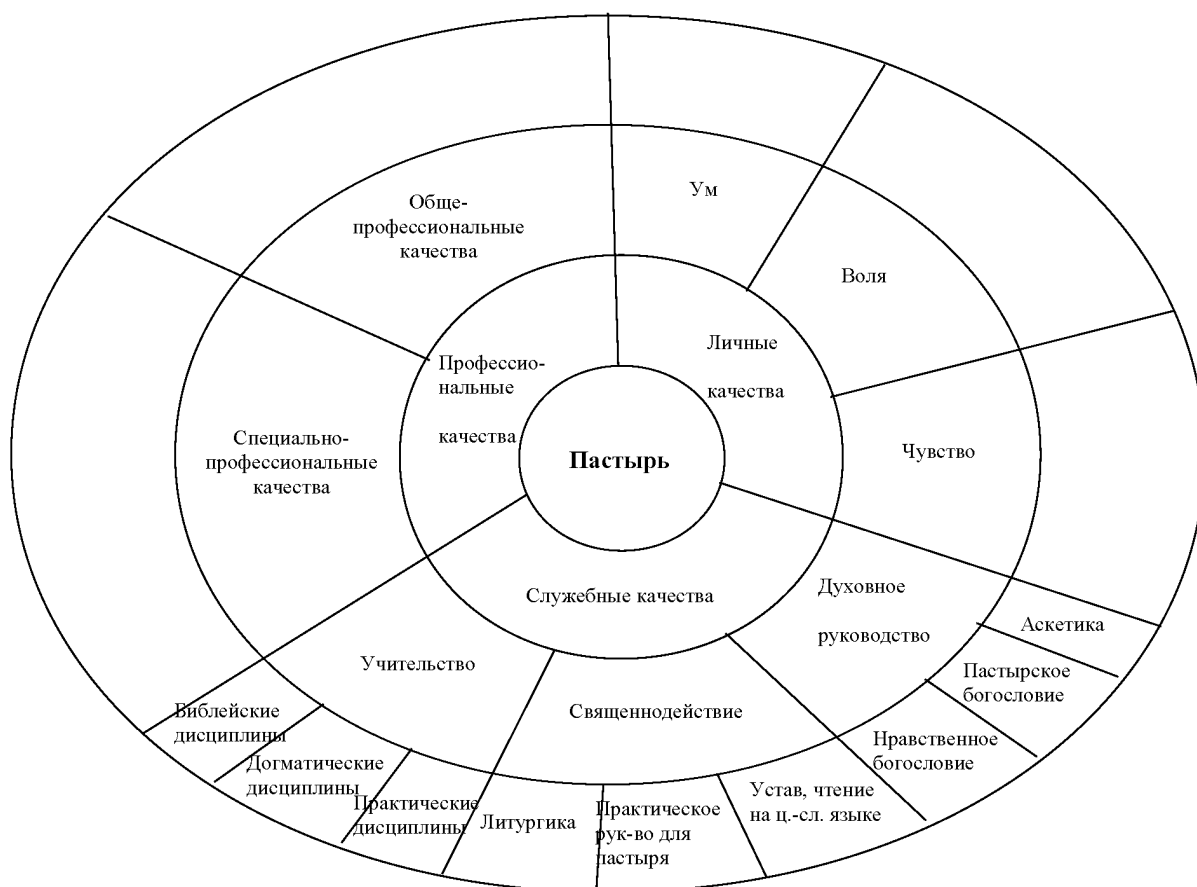 Ум
Обще-
профессиональные
качества
Воля
Личные
качества
Профессио-
нальные
качества
Специально-
профессиональные
качества
Пастырь
Чувство
Служебные качества
Духовное
руководство
Аскетика
Учительство
Пастырское
богословие
Священнодействие
Библейские
дисциплины
Нравственное
богословие
Догматические
дисциплины
Устав, чтение
на ц.-сл. языке
Практические
дисциплины
Литургика
Практическое
рук-во для
пастыря